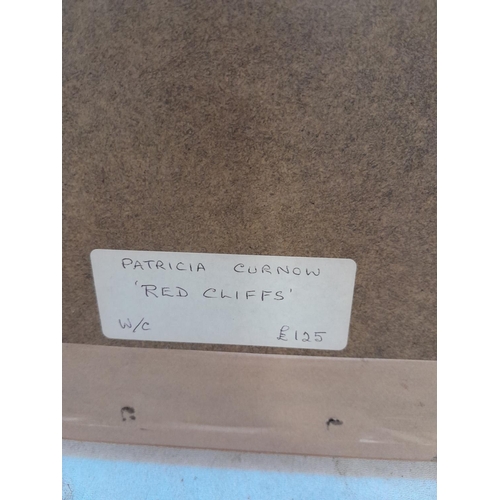 PATRICIA CURNOW
'RED CLIFFS'
W/C £125